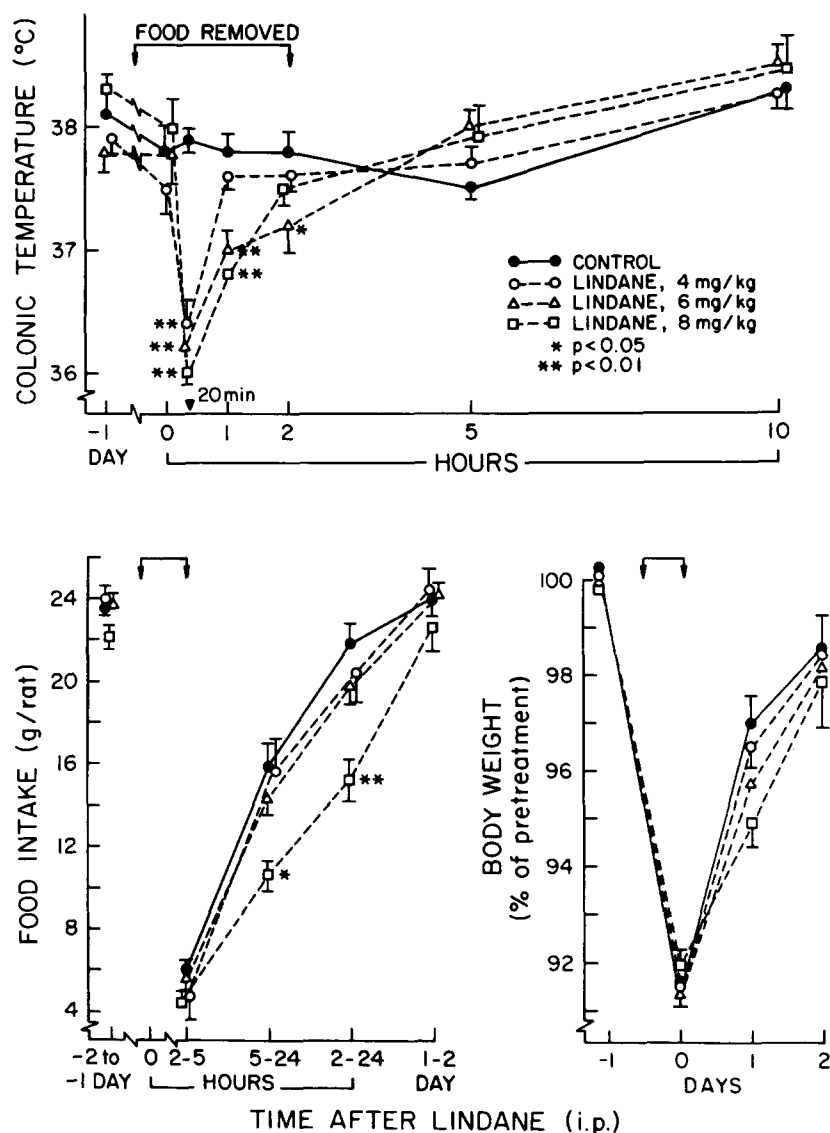 FOOD REMOVED
COLONIC TEMPERATURE (°C)
38
37
36
CONTROL
LINDANE, 4 mg/kg
LINDANE, 6 mg/kg
LINDANE, 8 mg/kg
* p<0.05
** p<0.01
**
**
**
**
**
*
20min
-1 0 1 2 5 10
DAY
HOURS
FOOD INTAKE (g/rat)
24
20
16
12
8
4
*
**
-2 to 0 2-5 5-24 2-24 1-2
-1 DAY HOURS DAY
BODY WEIGHT
(% of pretreatment)
100
98
96
94
92
-1 0 1 2
DAYS
TIME AFTER LINDANE (i.p.)